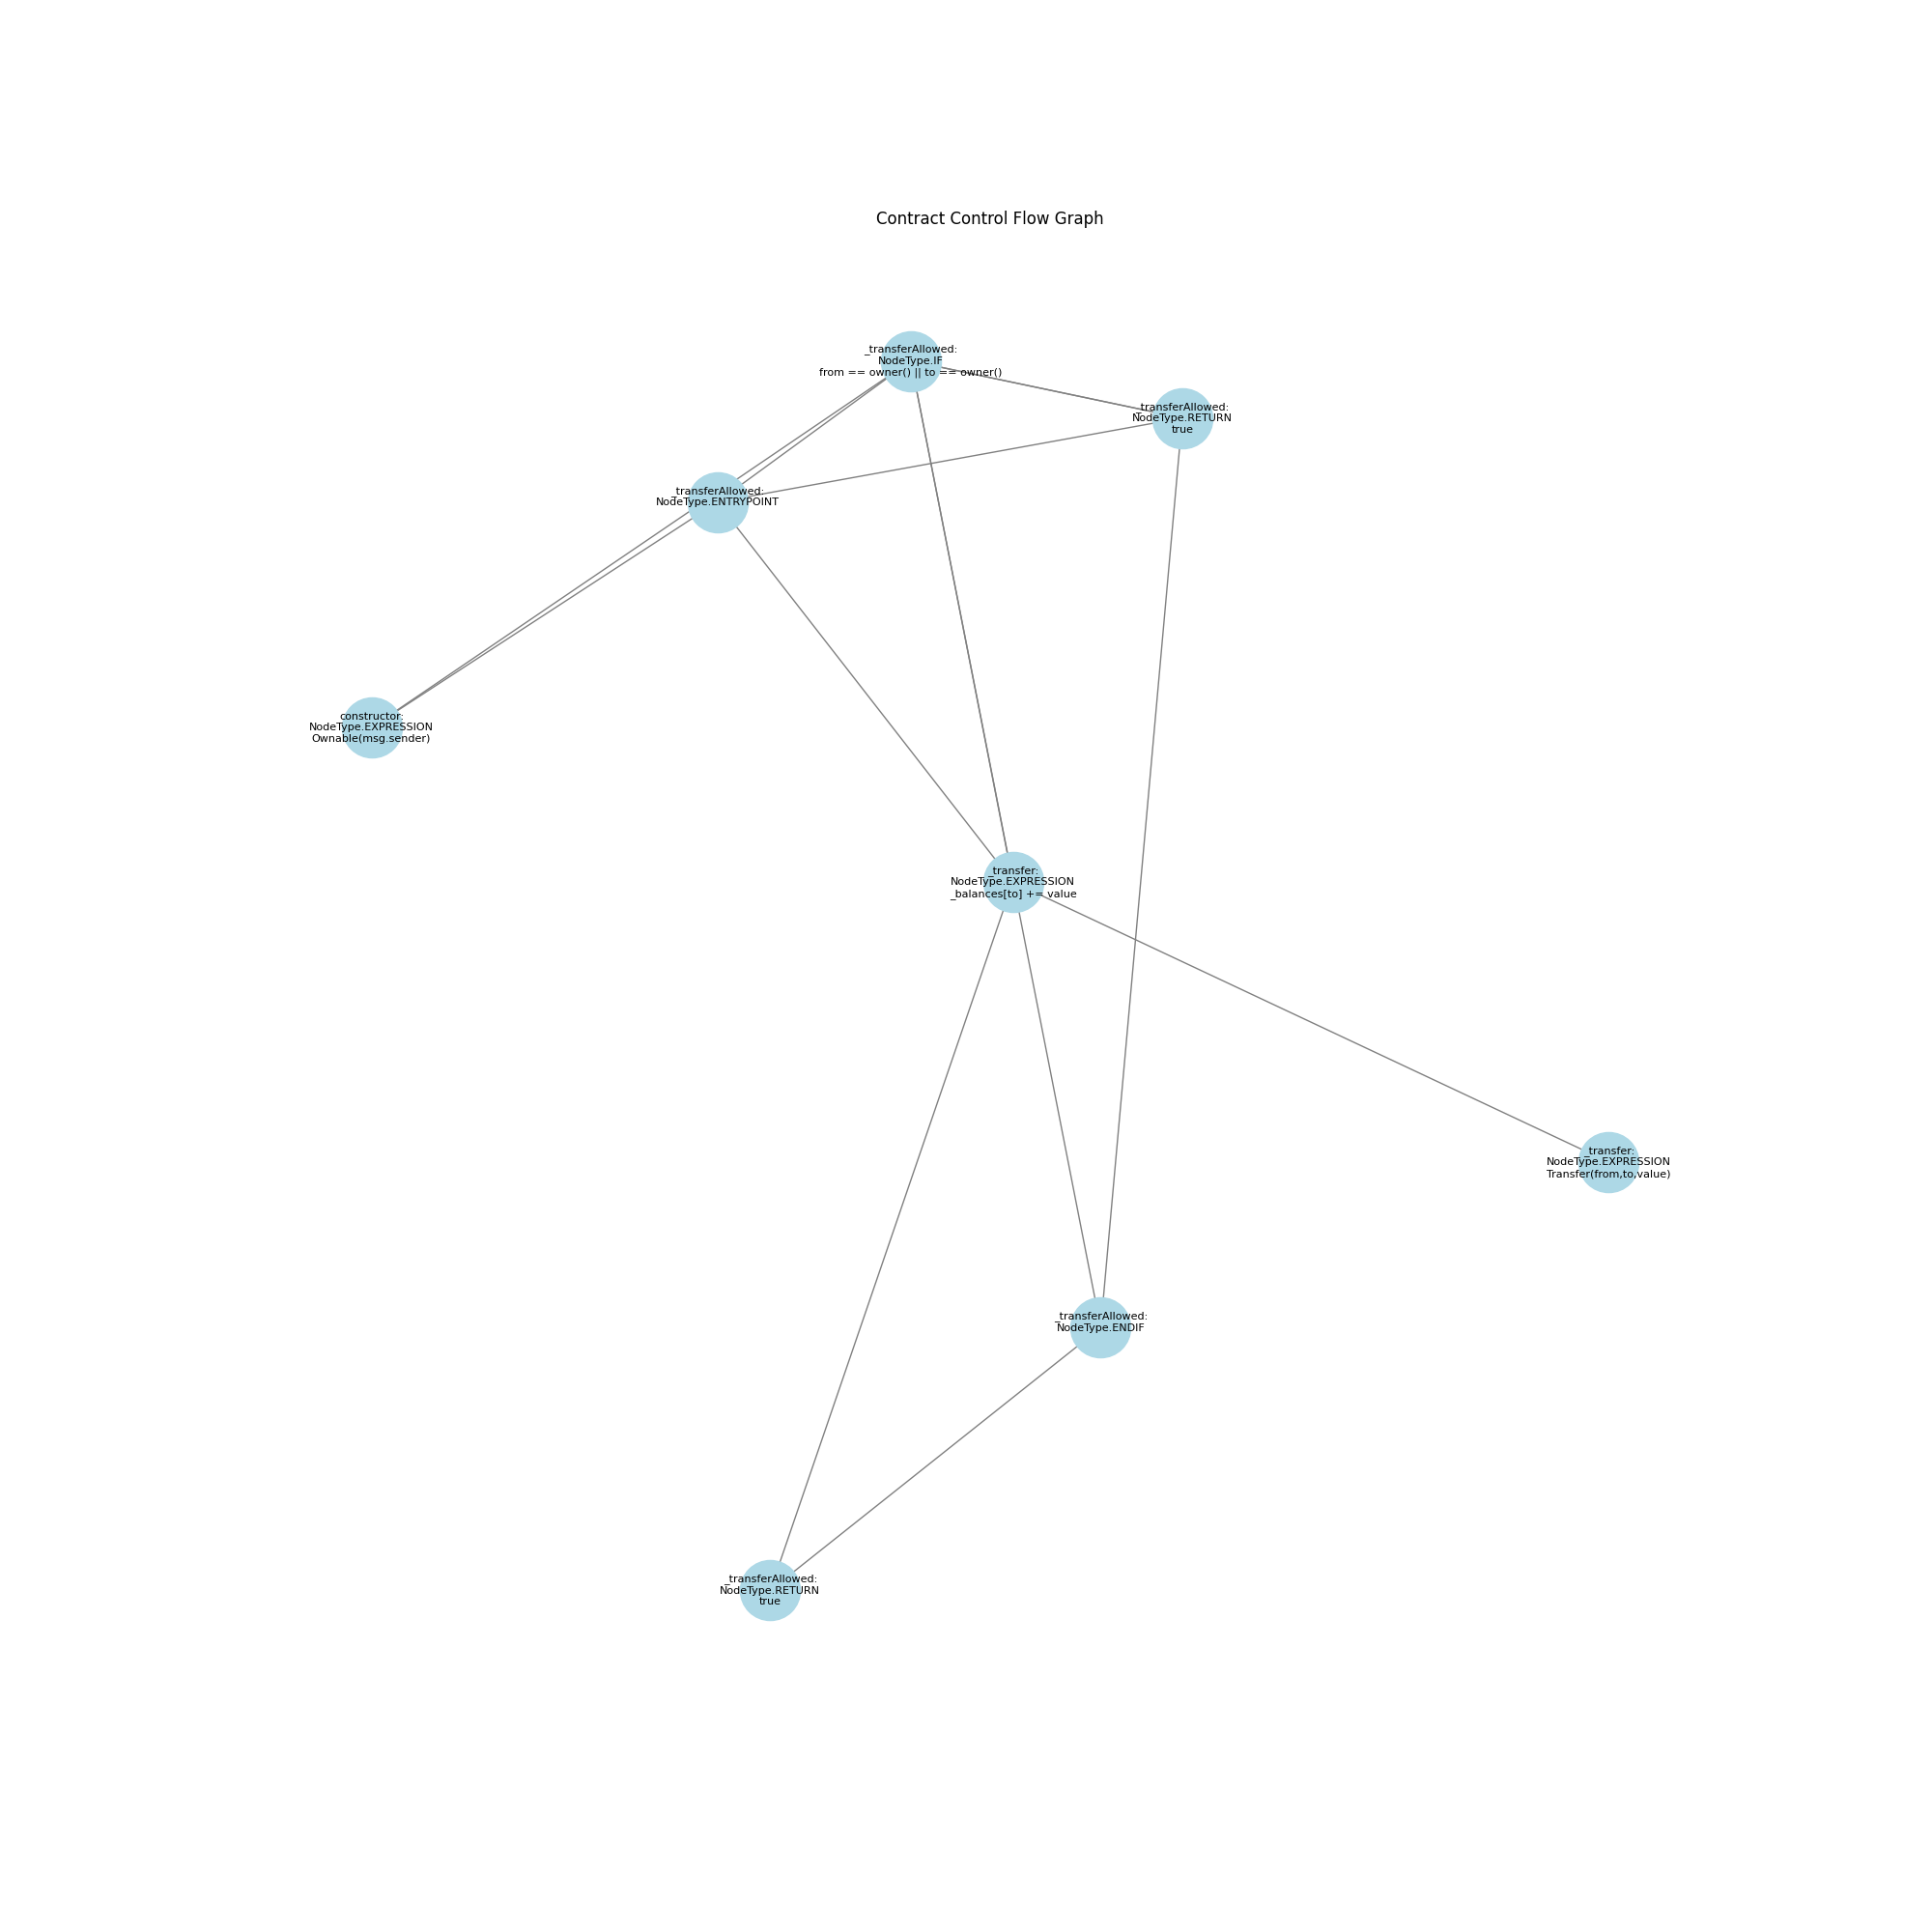 Contract Control Flow Graph
_transferAllowed:
NodeType.IF
from == owner() || to == owner()
_transferAllowed:
NodeType.RETURN
true
_transferAllowed:
NodeType.ENTRYPOINT
constructor:
NodeType.EXPRESSION
Ownable(msg.sender)
_transfer:
NodeType.EXPRESSION
_balances[to] += value
_transfer:
NodeType.EXPRESSION
Transfer(from,to,value)
_transferAllowed:
NodeType.ENDIF
_transferAllowed:
NodeType.RETURN
true